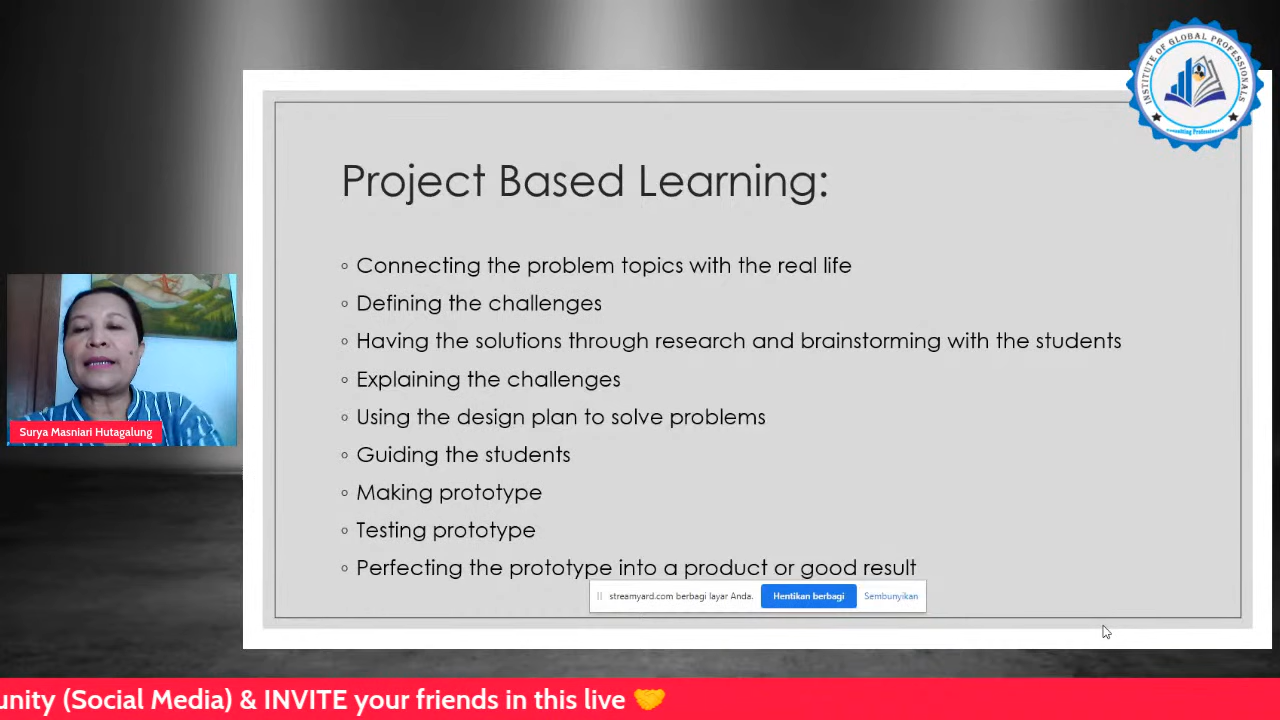 INSTITUTE OF GLOBAL PROFESSIONALS
Consulting Professionals
Project Based Learning:
Connecting the problem topics with the real life
Defining the challenges
Having the solutions through research and brainstorming with the students
Explaining the challenges
Using the design plan to solve problems
Guiding the students
Making prototype
Testing prototype
Perfecting the prototype into a product or good result
Surya Masniari Hutagalung
streamyard.com berbagi layar Anda.
Hentikan berbagi
Sembunyikan
unity (Social Media) & INVITE your friends in this live 🤝